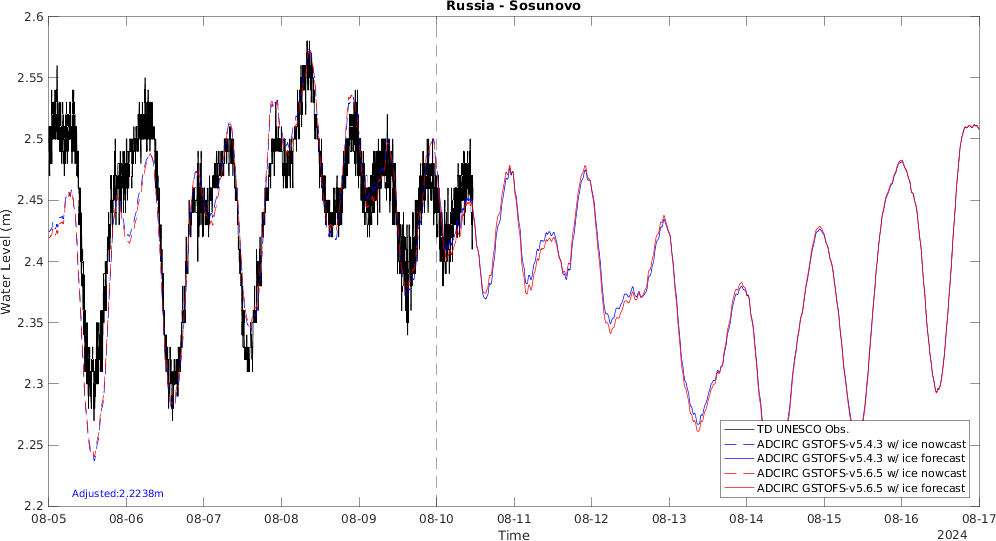 Russia - Sosunovo
2.6
2.55
2.5
2.45
2.4
2.35
2.3
2.25
2.2
Water Level (m)
Adjusted:2.2238m
TD UNESCO Obs.
ADCIRC GSTOFS-v5.4.3 w/ ice nowcast
ADCIRC GSTOFS-v5.4.3 w/ ice forecast
ADCIRC GSTOFS-v5.6.5 w/ ice nowcast
ADCIRC GSTOFS-v5.6.5 w/ ice forecast
08-05 08-06 08-07 08-08 08-09 08-10 08-11 08-12 08-13 08-14 08-15 08-16 08-17
Time
2024